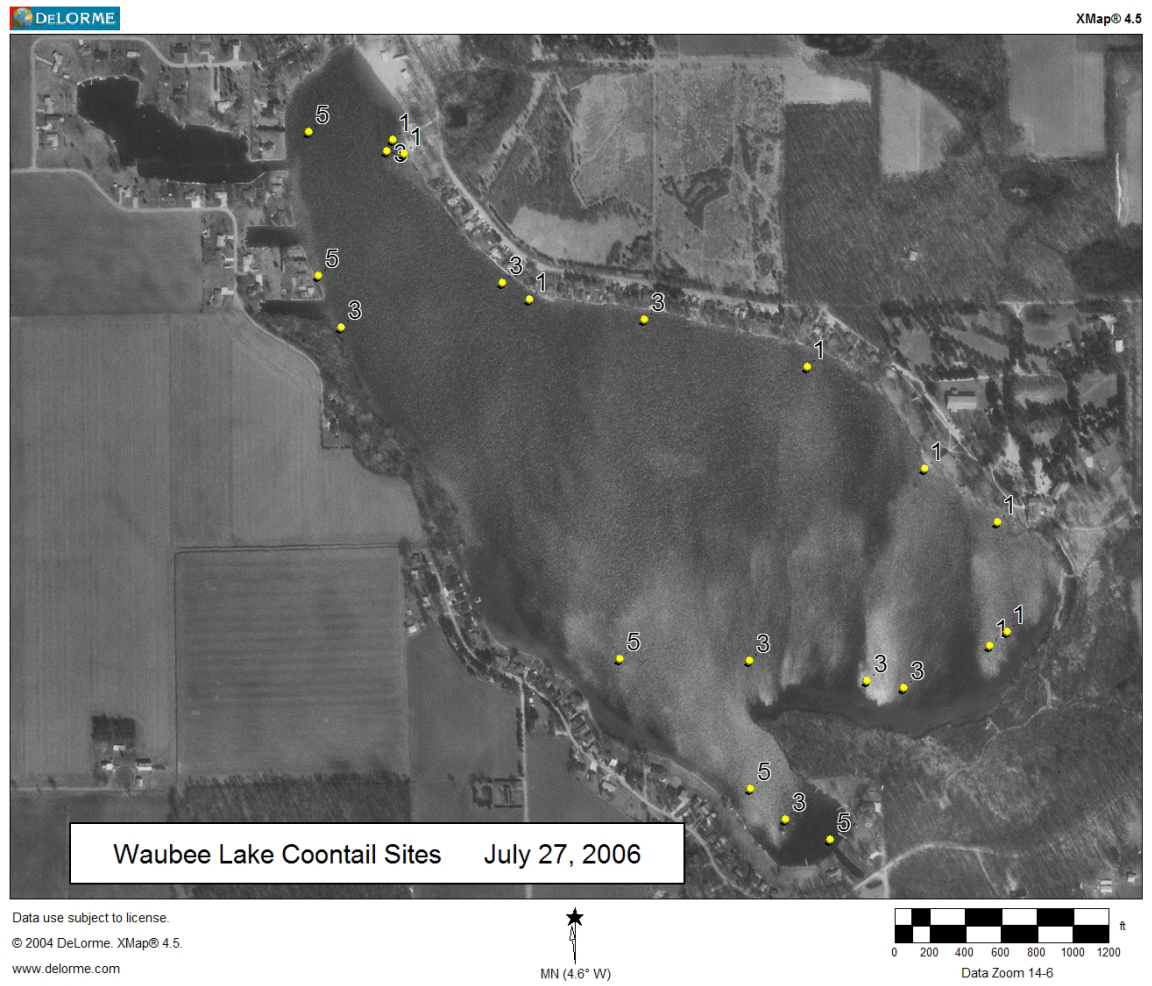 DELORME
XMap® 4.5
5
1
1
3
5
3
1
3
3
1
1
1
1
1
5
3
3
3
5
3
5
Waubee Lake Coontail Sites July 27, 2006
Data use subject to license.
© 2004 DeLorme. XMap® 4.5.
www.delorme.com
MN (4.6° W)
ft
0 200 400 600 800 1000 1200
Data Zoom 14-6